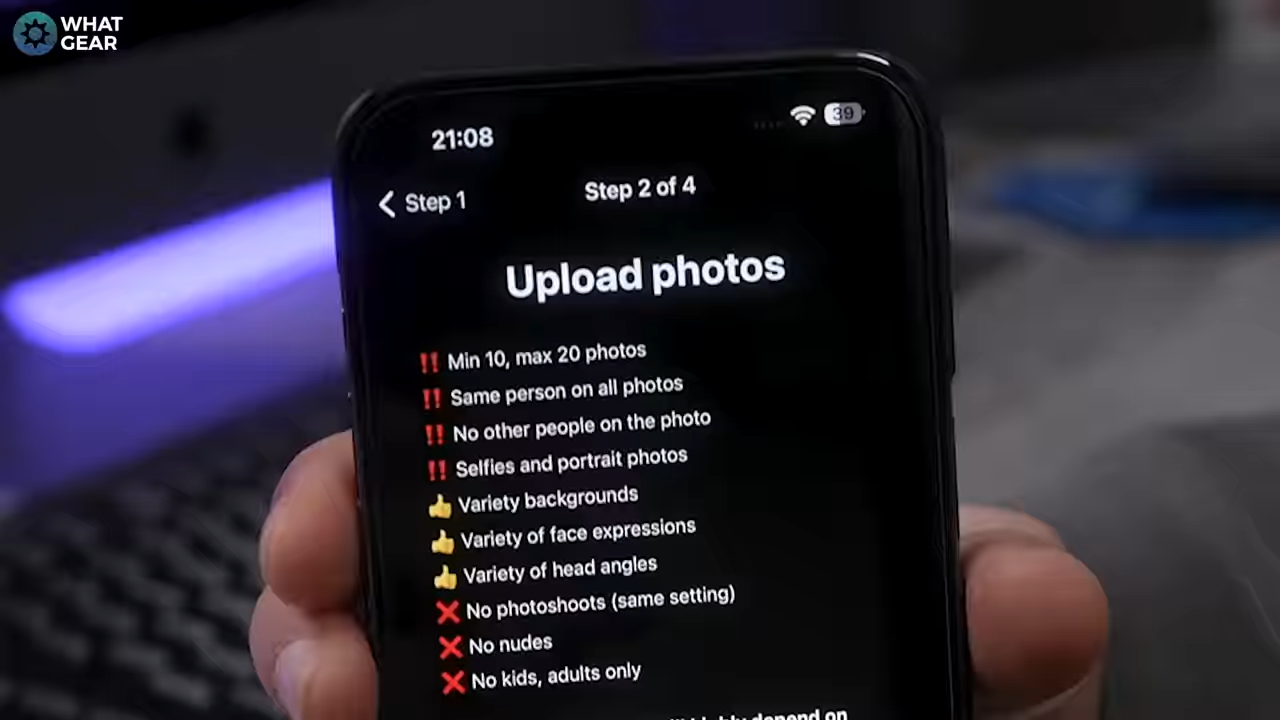 WHAT
GEAR
21:08
39
Step 1
Step 2 of 4
Upload photos
‼️ Min 10, max 20 photos
‼️ Same person on all photos
‼️ No other people on the photo
‼️ Selfies and portrait photos
👍 Variety backgrounds
👍 Variety of face expressions
👍 Variety of head angles
❌ No photoshoots (same setting)
❌ No nudes
❌ No kids, adults only
depend on